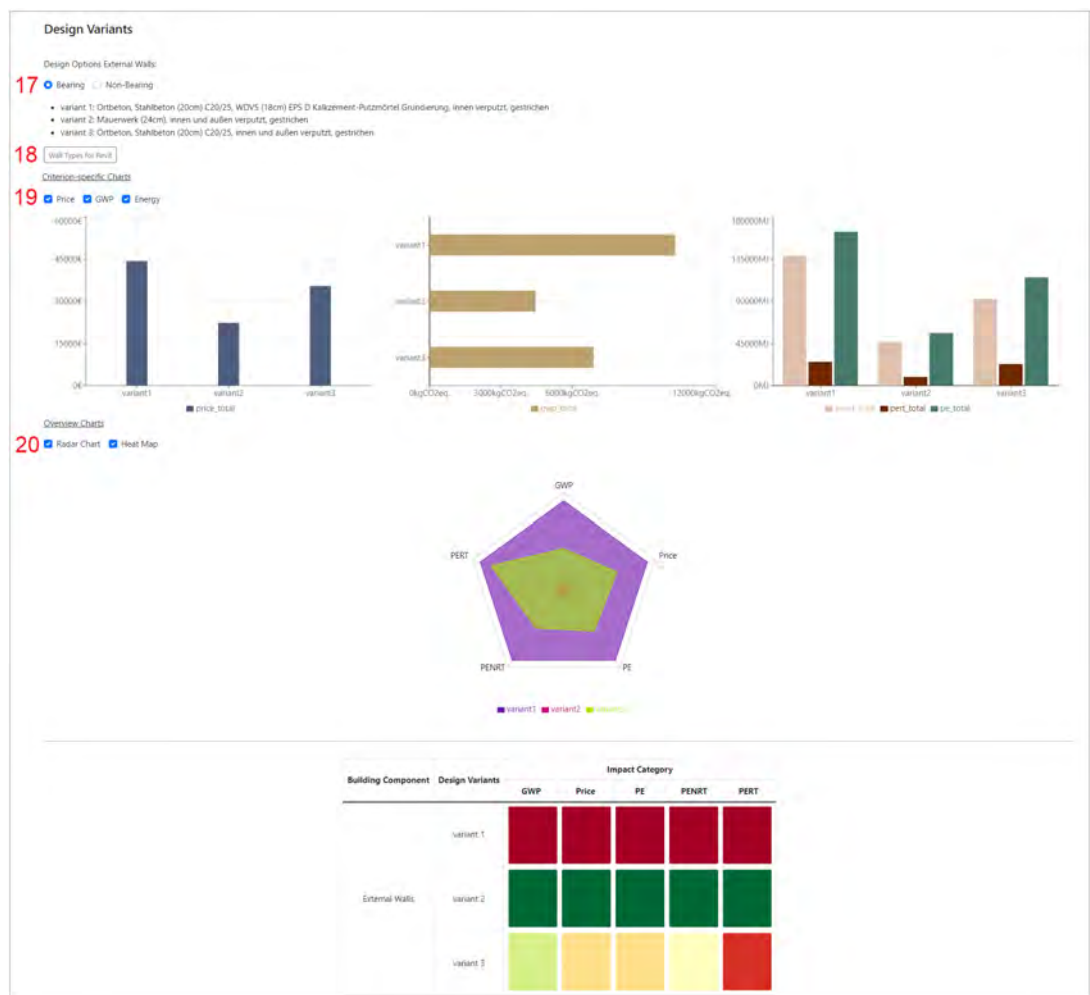 Design Variants
Design Options External Walls:
17 Bearing Non-Bearing
• variant 1: Ortbeton, Stahlbeton (20cm) C20/25, WDVS (18cm) EPS D Kalkzement-Putzmörtel Grundierung, innen verputzt, gestrichen
• variant 2: Mauerwerk (24cm), innen und außen verputzt, gestrichen
• variant 3: Ortbeton, Stahlbeton (20cm) C20/25, innen und außen verputzt, gestrichen
18 Wall Types for Revit
Criterion-specific Charts
19 Price GWP Energy
60000€
45000€
30000€
15000€
0€
variant1 variant2 variant3
price_total
variant1
variant2
variant3
0kgCO2eq. 3000kgCO2eq. 6000kgCO2eq. 12000kgCO2eq.
gwp_total
180000MJ
135000MJ
90000MJ
45000MJ
0MJ
variant1 variant2 variant3
pert_total pe_total
Overview Charts
20 Radar Chart Heat Map
GWP
PERT Price
PENRT PE
variant1 variant2
Impact Category
Building Component Design Variants
GWP Price PE PENRT PERT
variant 1
External Walls variant 2
variant 3